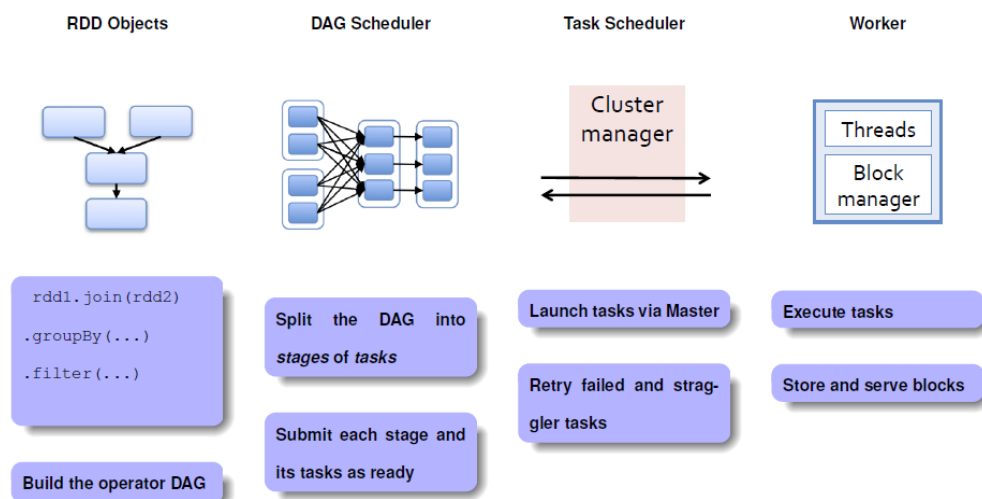 RDD Objects
DAG Scheduler
Task Scheduler
Worker
Cluster
manager
Threads
Block
manager
rdd1.join(rdd2)
.groupBy(...)
.filter(...)
Build the operator DAG
Split the DAG into
stages of tasks
Submit each stage and
its tasks as ready
Launch tasks via Master
Retry failed and strag-
gler tasks
Execute tasks
Store and serve blocks